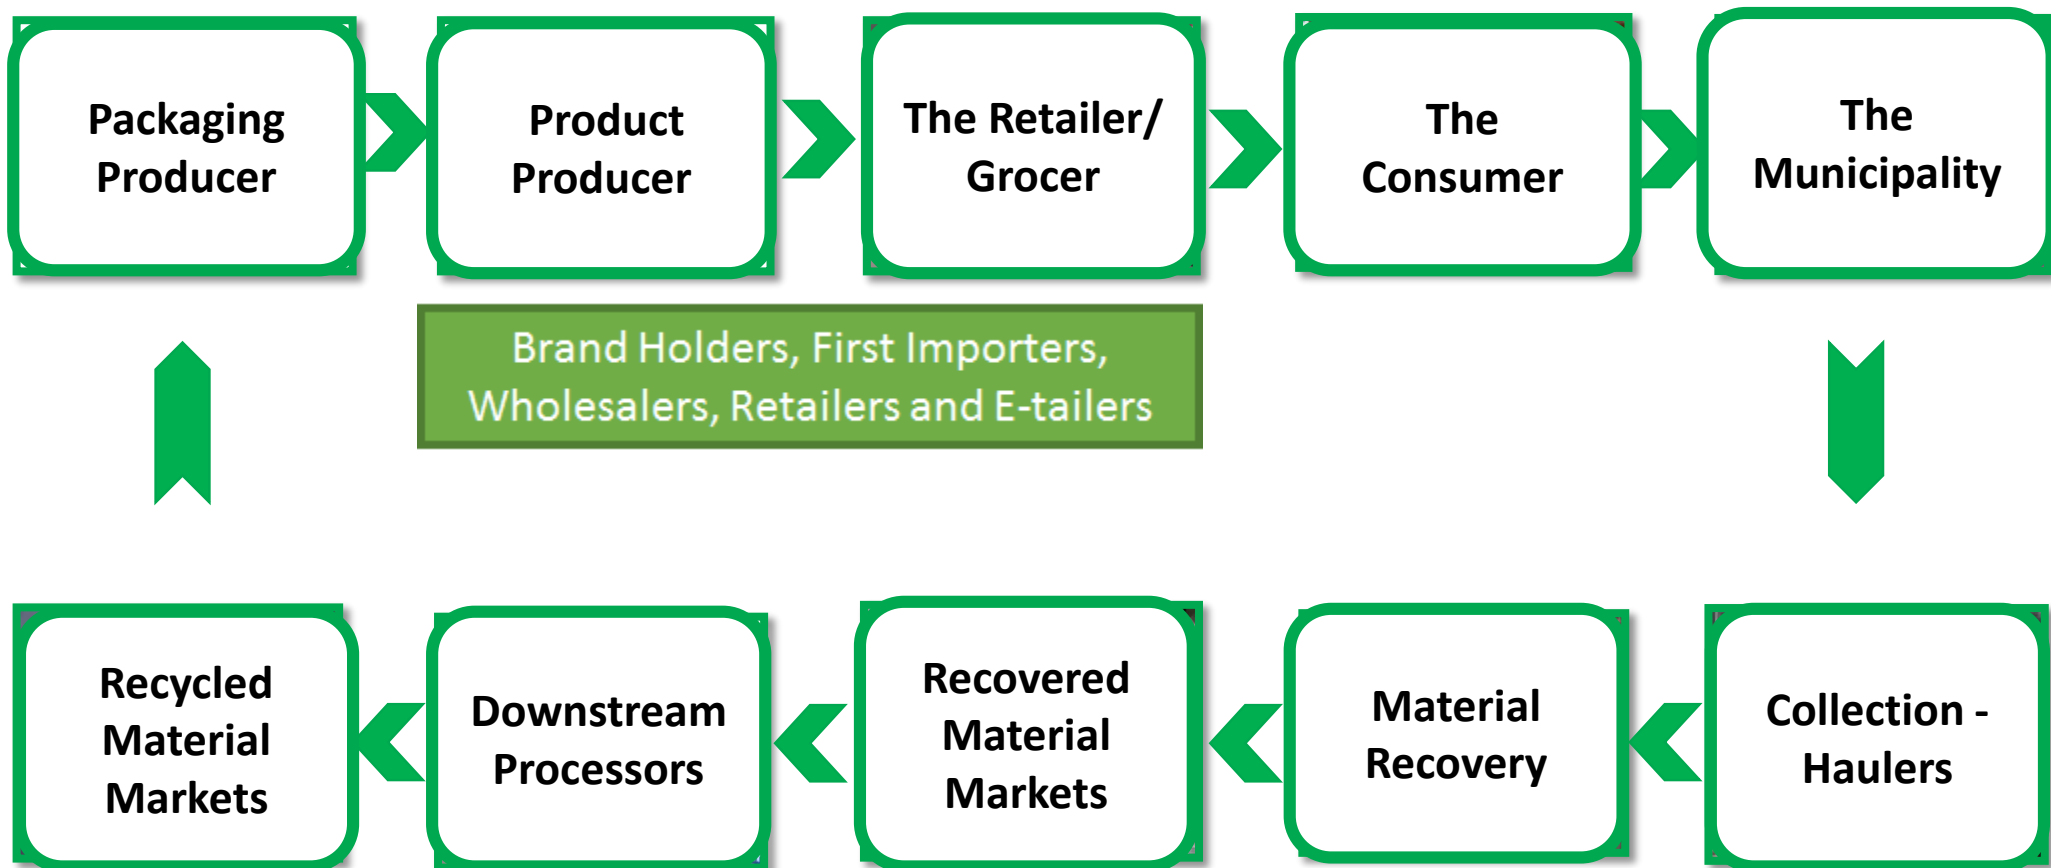 Packaging
Producer
Product
Producer
The Retailer/
Grocer
The
Consumer
The
Municipality
Brand Holders, First Importers,
Wholesalers, Retailers and E-tailers
Recycled
Material
Markets
Downstream
Processors
Recovered
Material
Markets
Material
Recovery
Collection -
Haulers